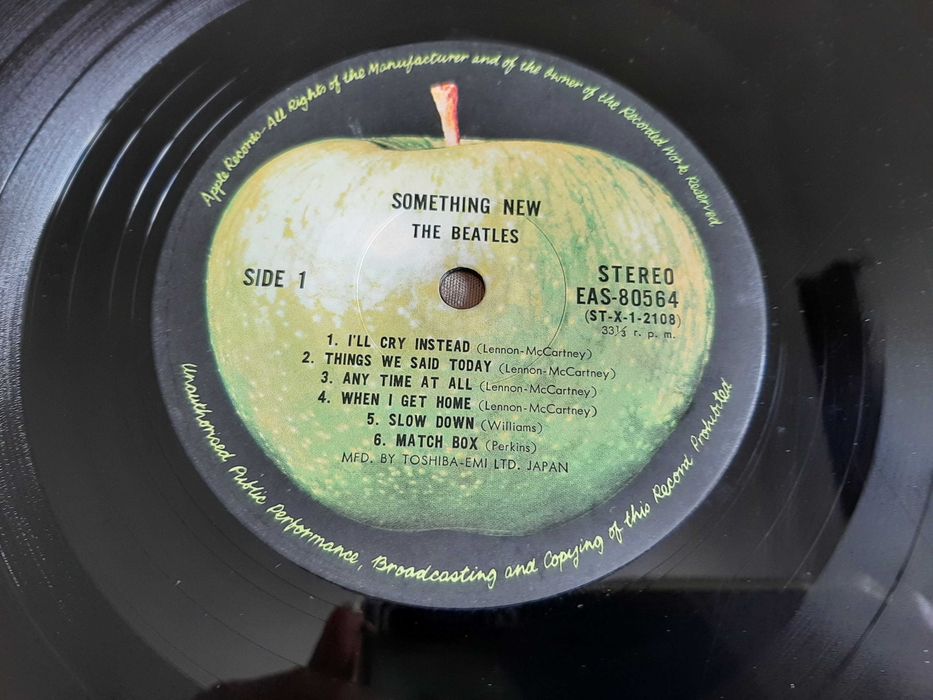 Apple Records-All Rights of the Manufacturer and of the Owner of the Recorded Work Reserved
SOMETHING NEW
THE BEATLES
SIDE 1
STEREO
EAS-80564
(ST-X-1-2108)
33⅓ r. p. m.
1. I'LL CRY INSTEAD (Lennon-McCartney)
2. THINGS WE SAID TODAY (Lennon-McCartney)
3. ANY TIME AT ALL (Lennon-McCartney)
4. WHEN I GET HOME (Lennon-McCartney)
5. SLOW DOWN (Williams)
6. MATCH BOX (Perkins)
MFD. BY TOSHIBA-EMI LTD. JAPAN
Unauthorised Public Performance, Broadcasting and Copying of this Record Prohibited